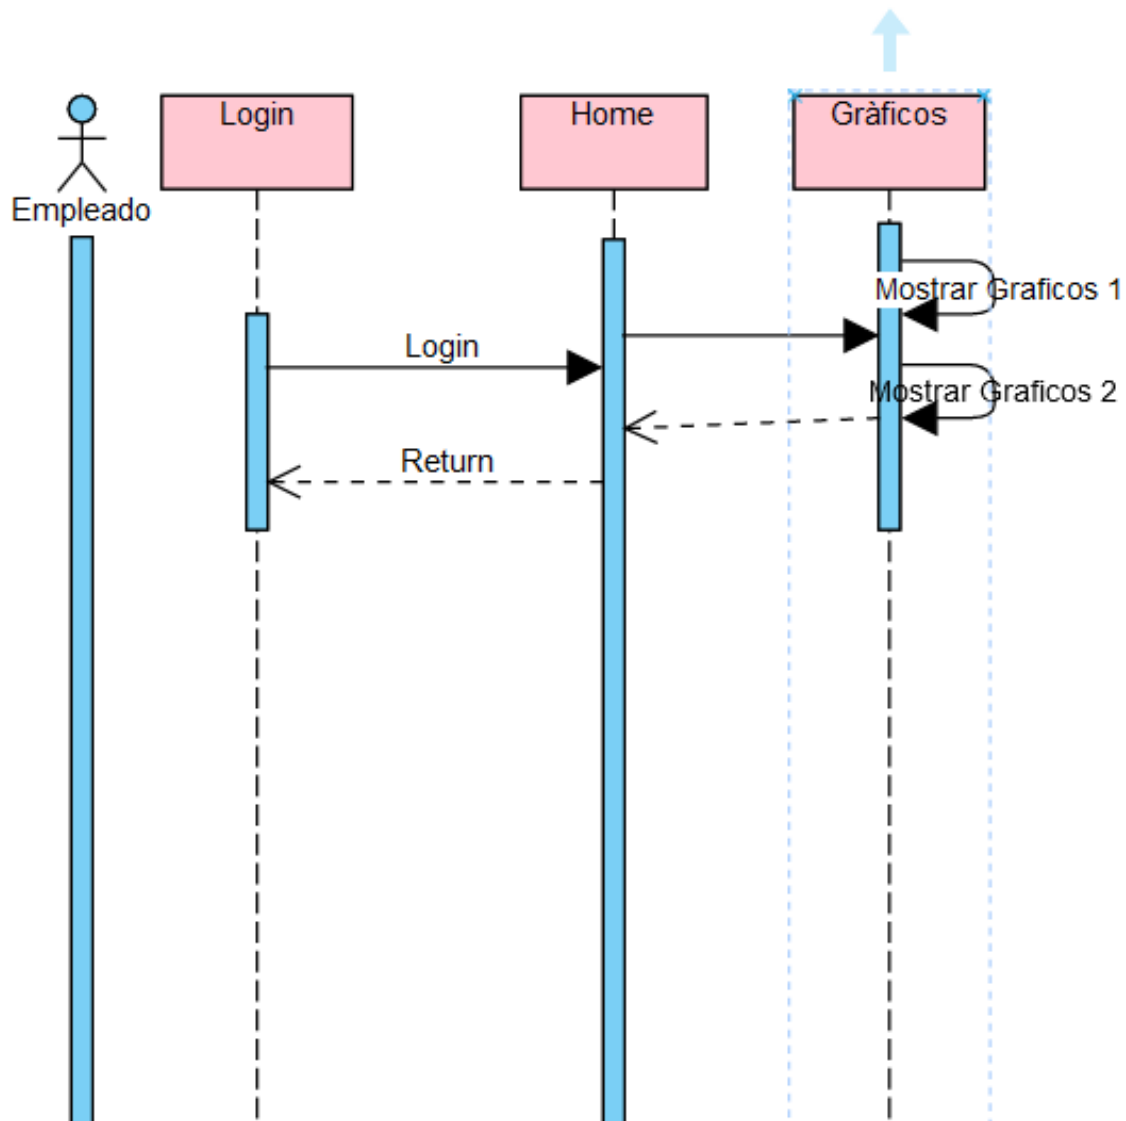 Login
Home
Gràficos
Empleado
Mostrar Graficos 1
Login
Mostrar Graficos 2
Return